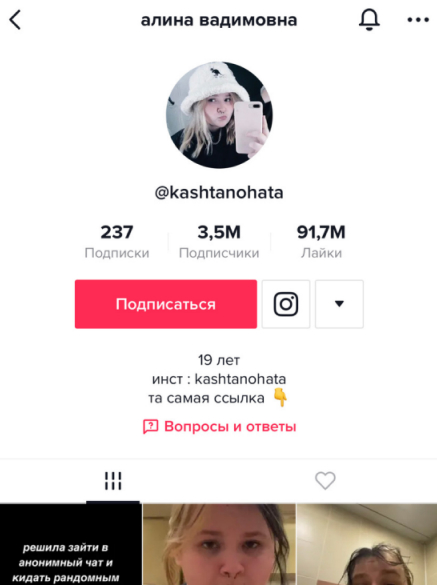 алина вадимовна
@kashtanohata
237
Подписки
3,5M
Подписчики
91,7M
Лайки
Подписаться
19 лет
инст : kashtanohata
та самая ссылка 👇
Вопросы и ответы
решила зайти в
анонимный чат и
кидать рандомным